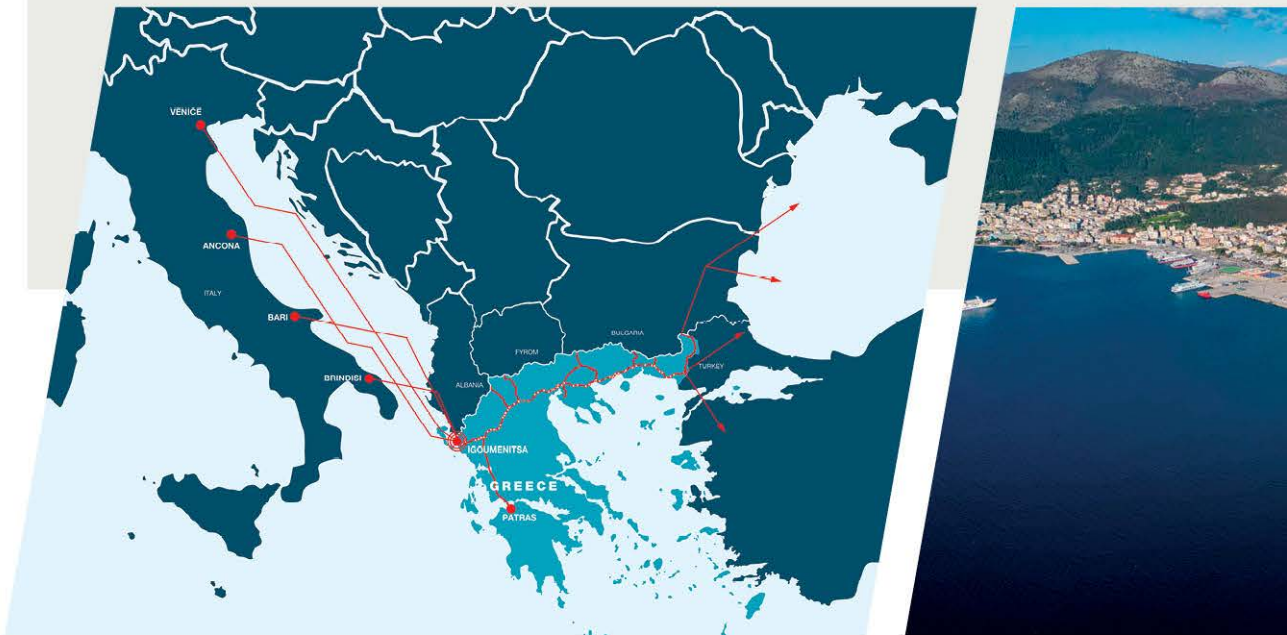 VENICE
ANCONA
ITALY
BARI
BRINDISI
BULGARIA
FYROM
ALBANIA
TURKEY
IGOUMENITSA
GREECE
PATRAS